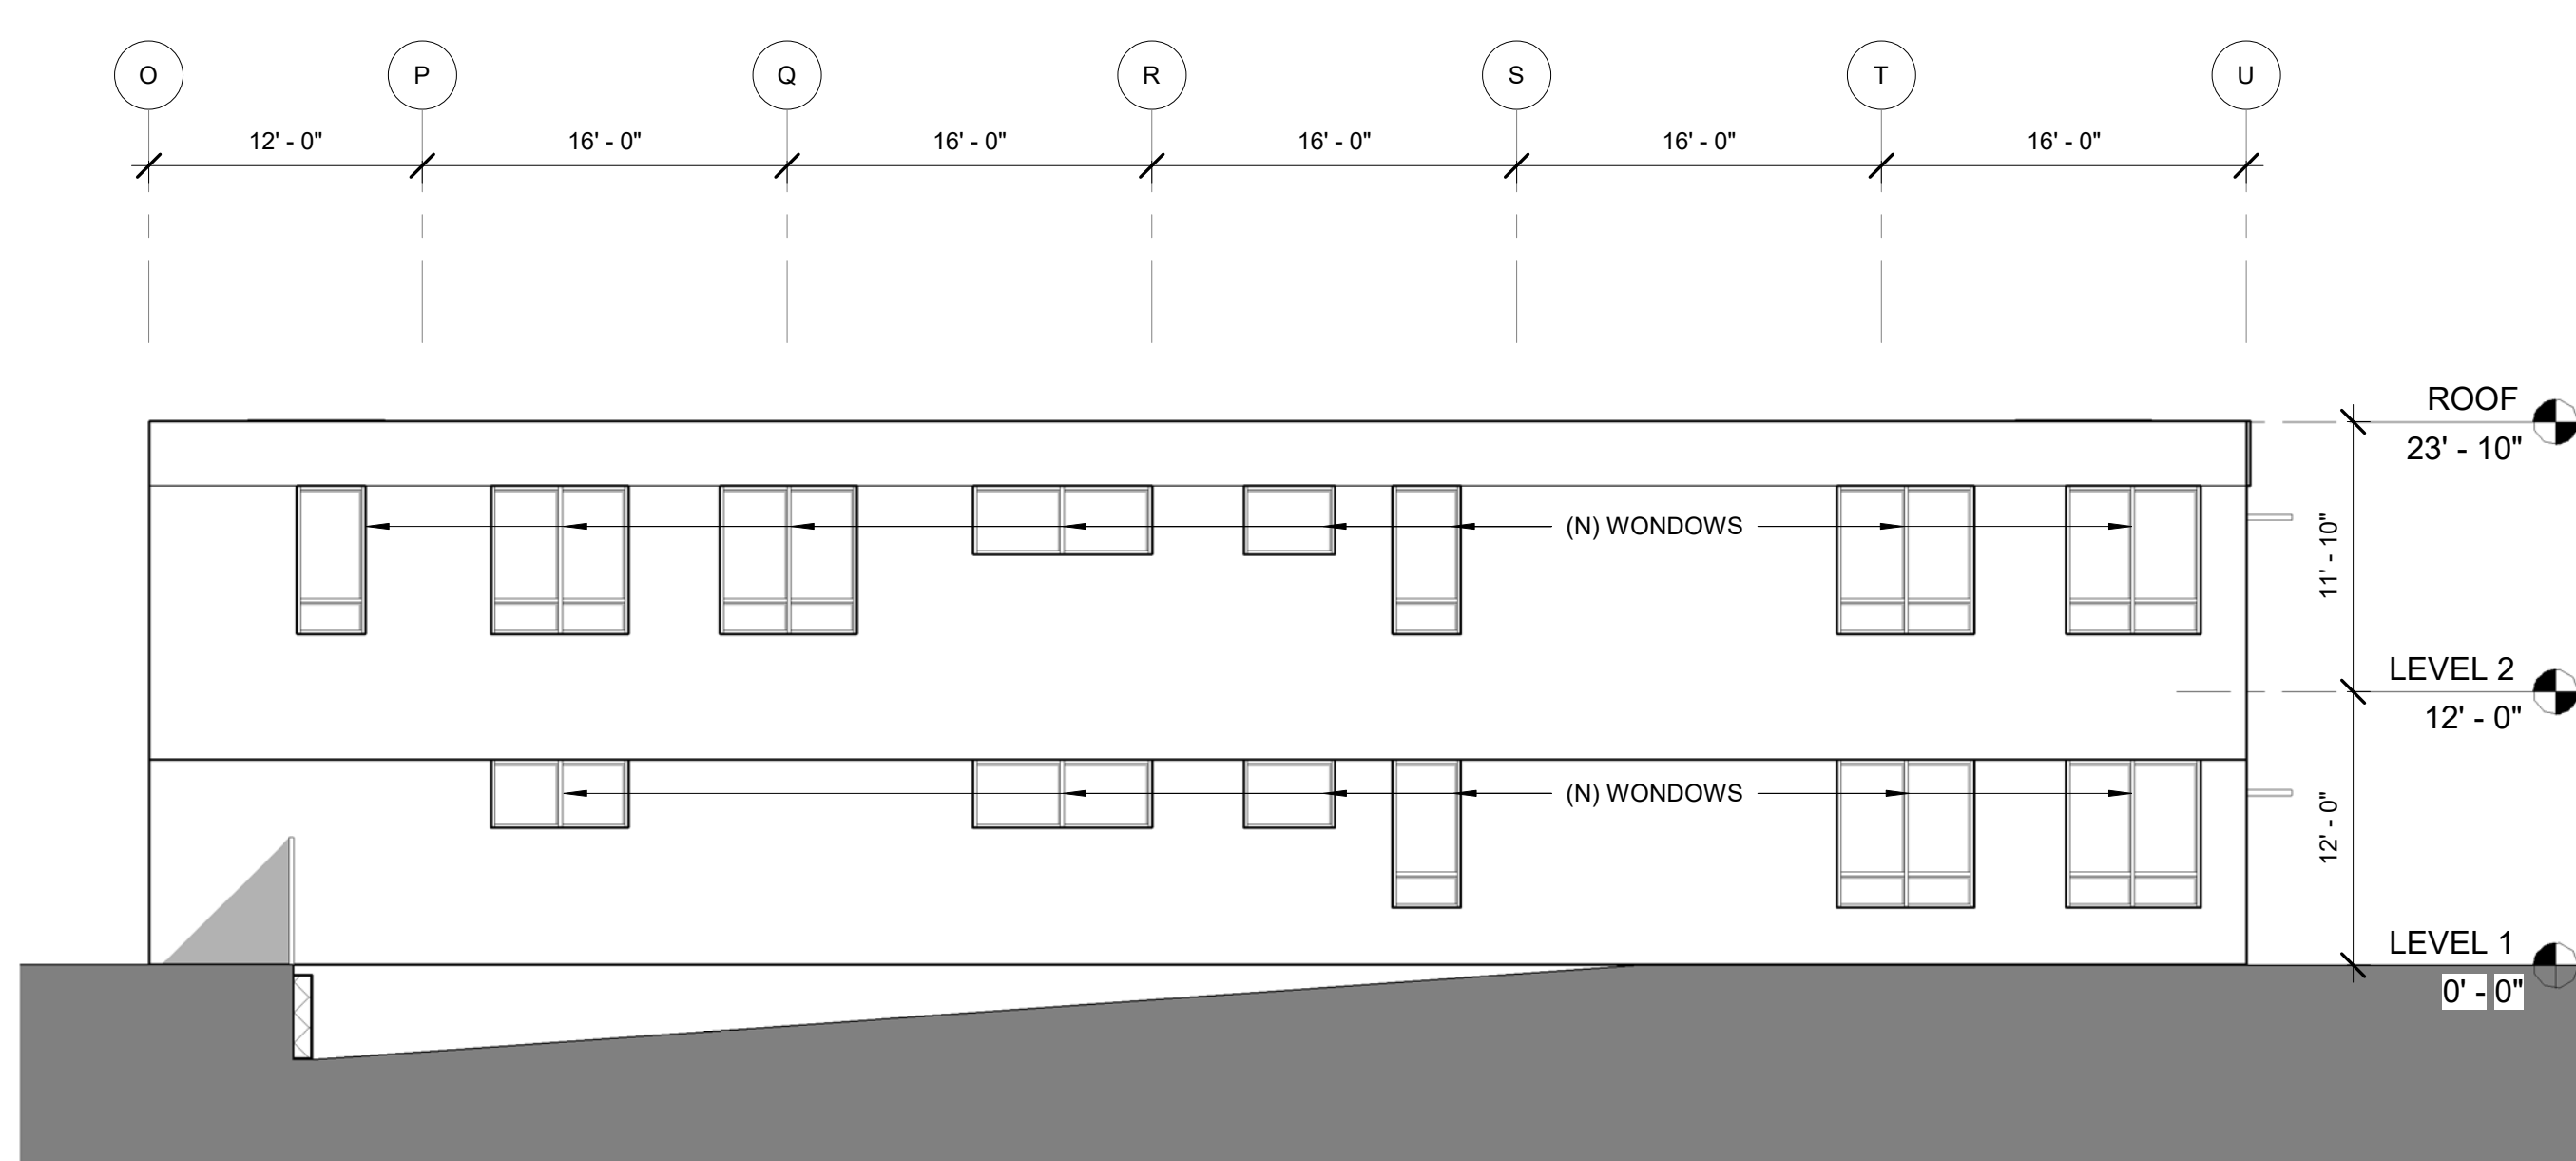 O P Q R S T U
12' - 0" 16' - 0" 16' - 0" 16' - 0" 16' - 0" 16' - 0"
ROOF
23' - 10"
(N) WONDOWS
11' - 10"
LEVEL 2
12' - 0"
(N) WONDOWS
12' - 0"
LEVEL 1
0' - 0"